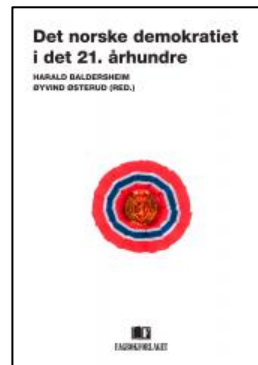 Det norske demokratiet
i det 21. århundre
HARALD BALDERSHEIM
ØYVIND ØSTERUD (RED.)
FAGBOKFORLAGET